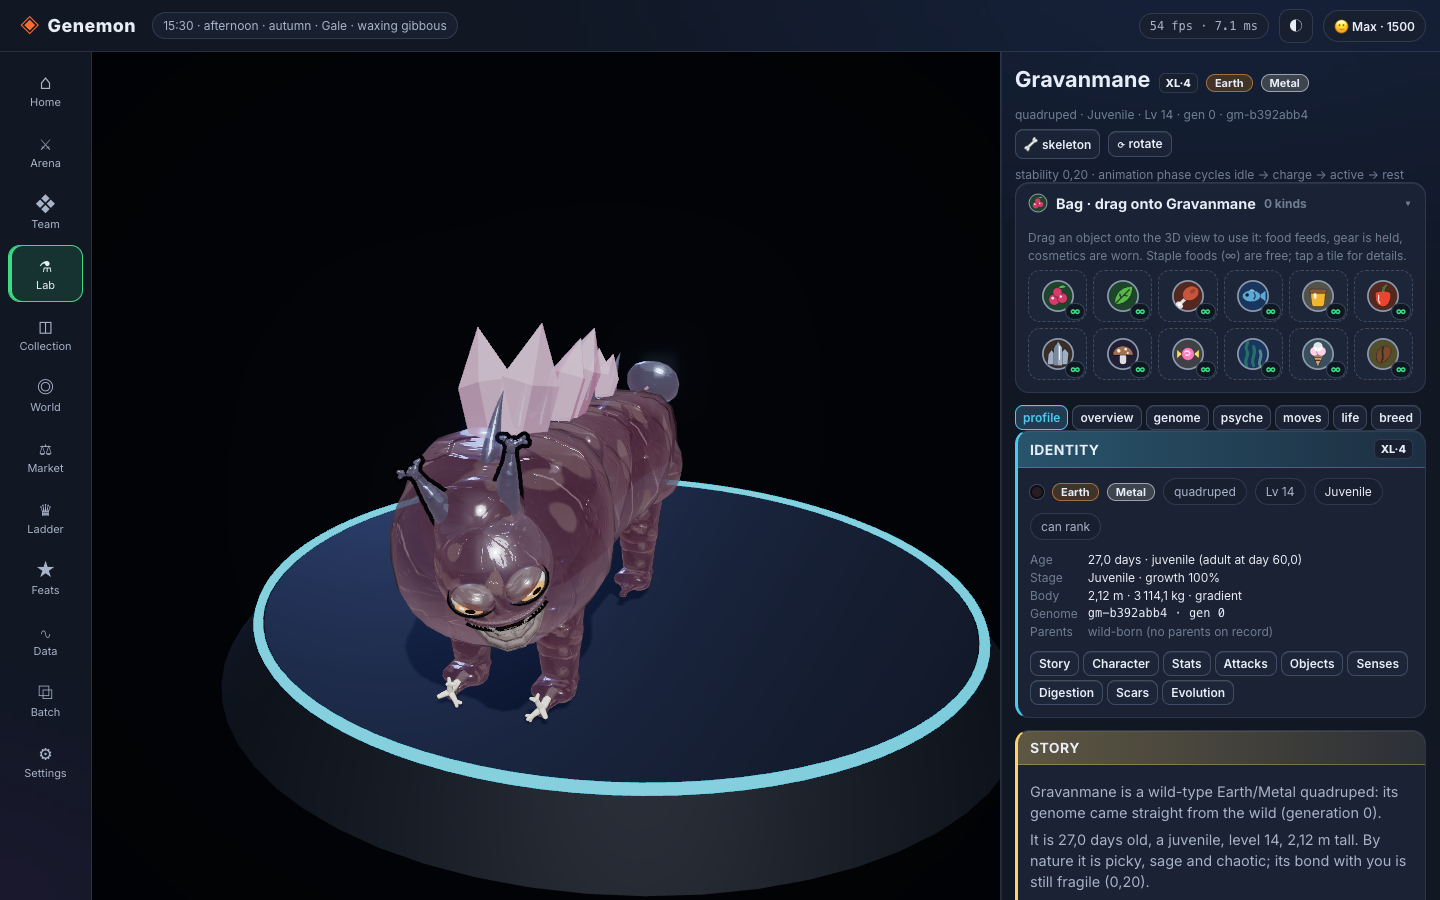 Genemon
15:30 · afternoon · autumn · Gale · waxing gibbous
54 fps · 7.1 ms
Max · 1500
Home
Arena
Team
Lab
Collection
World
Market
Ladder
Feats
Data
Batch
Settings
Gravanmane XL·4 Earth Metal
quadruped · Juvenile · Lv 14 · gen 0 · gm-b392abb4
skeleton rotate
stability 0,20 · animation phase cycles idle → charge → active → rest
Bag · drag onto Gravanmane 0 kinds
Drag an object onto the 3D view to use it: food feeds, gear is held,
cosmetics are worn. Staple foods (∞) are free; tap a tile for details.
∞ ∞ ∞ ∞ ∞ ∞
∞ ∞ ∞ ∞ ∞ ∞
profile overview genome psyche moves life breed
IDENTITY XL·4
Earth Metal quadruped Lv 14 Juvenile
can rank
Age 27,0 days · juvenile (adult at day 60,0)
Stage Juvenile · growth 100%
Body 2,12 m · 3 114,1 kg · gradient
Genome gm-b392abb4 · gen 0
Parents wild-born (no parents on record)
Story Character Stats Attacks Objects Senses
Digestion Scars Evolution
STORY
Gravanmane is a wild-type Earth/Metal quadruped: its
genome came straight from the wild (generation 0).
It is 27,0 days old, a juvenile, level 14, 2,12 m tall. By
nature it is picky, sage and chaotic; its bond with you is
still fragile (0,20).